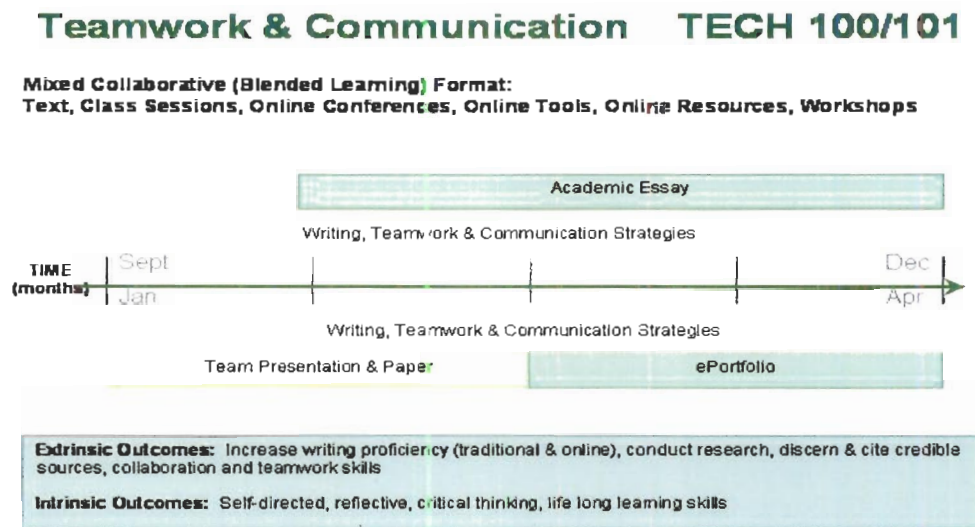 Teamwork & Communication TECH 100/101
Mixed Collaborative (Blended Learning) Format:
Text, Class Sessions, Online Conferences, Online Tools, Online Resources, Workshops
Academic Essay
Writing, Teamwork & Communication Strategies
TIME
(months)
Sept
Dec
Jan
Apr
Writing, Teamwork & Communication Strategies
Team Presentation & Paper
ePortfolio
Extrinsic Outcomes: Increase writing proficiency (traditional & online), conduct research, discern & cite credible
sources, collaboration and teamwork skills
Intrinsic Outcomes: Self-directed, reflective, critical thinking, life long learning skills